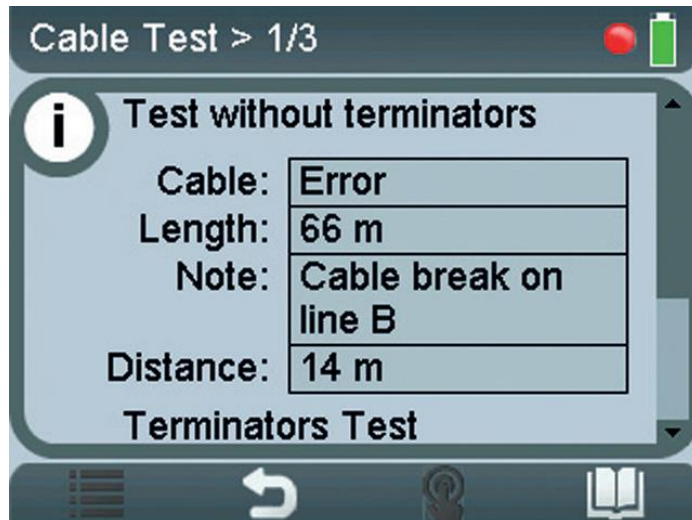 Cable Test > 1/3
i
Test without terminators
Cable: Error
Length: 66 m
Note: Cable break on
line B
Distance: 14 m
Terminators Test